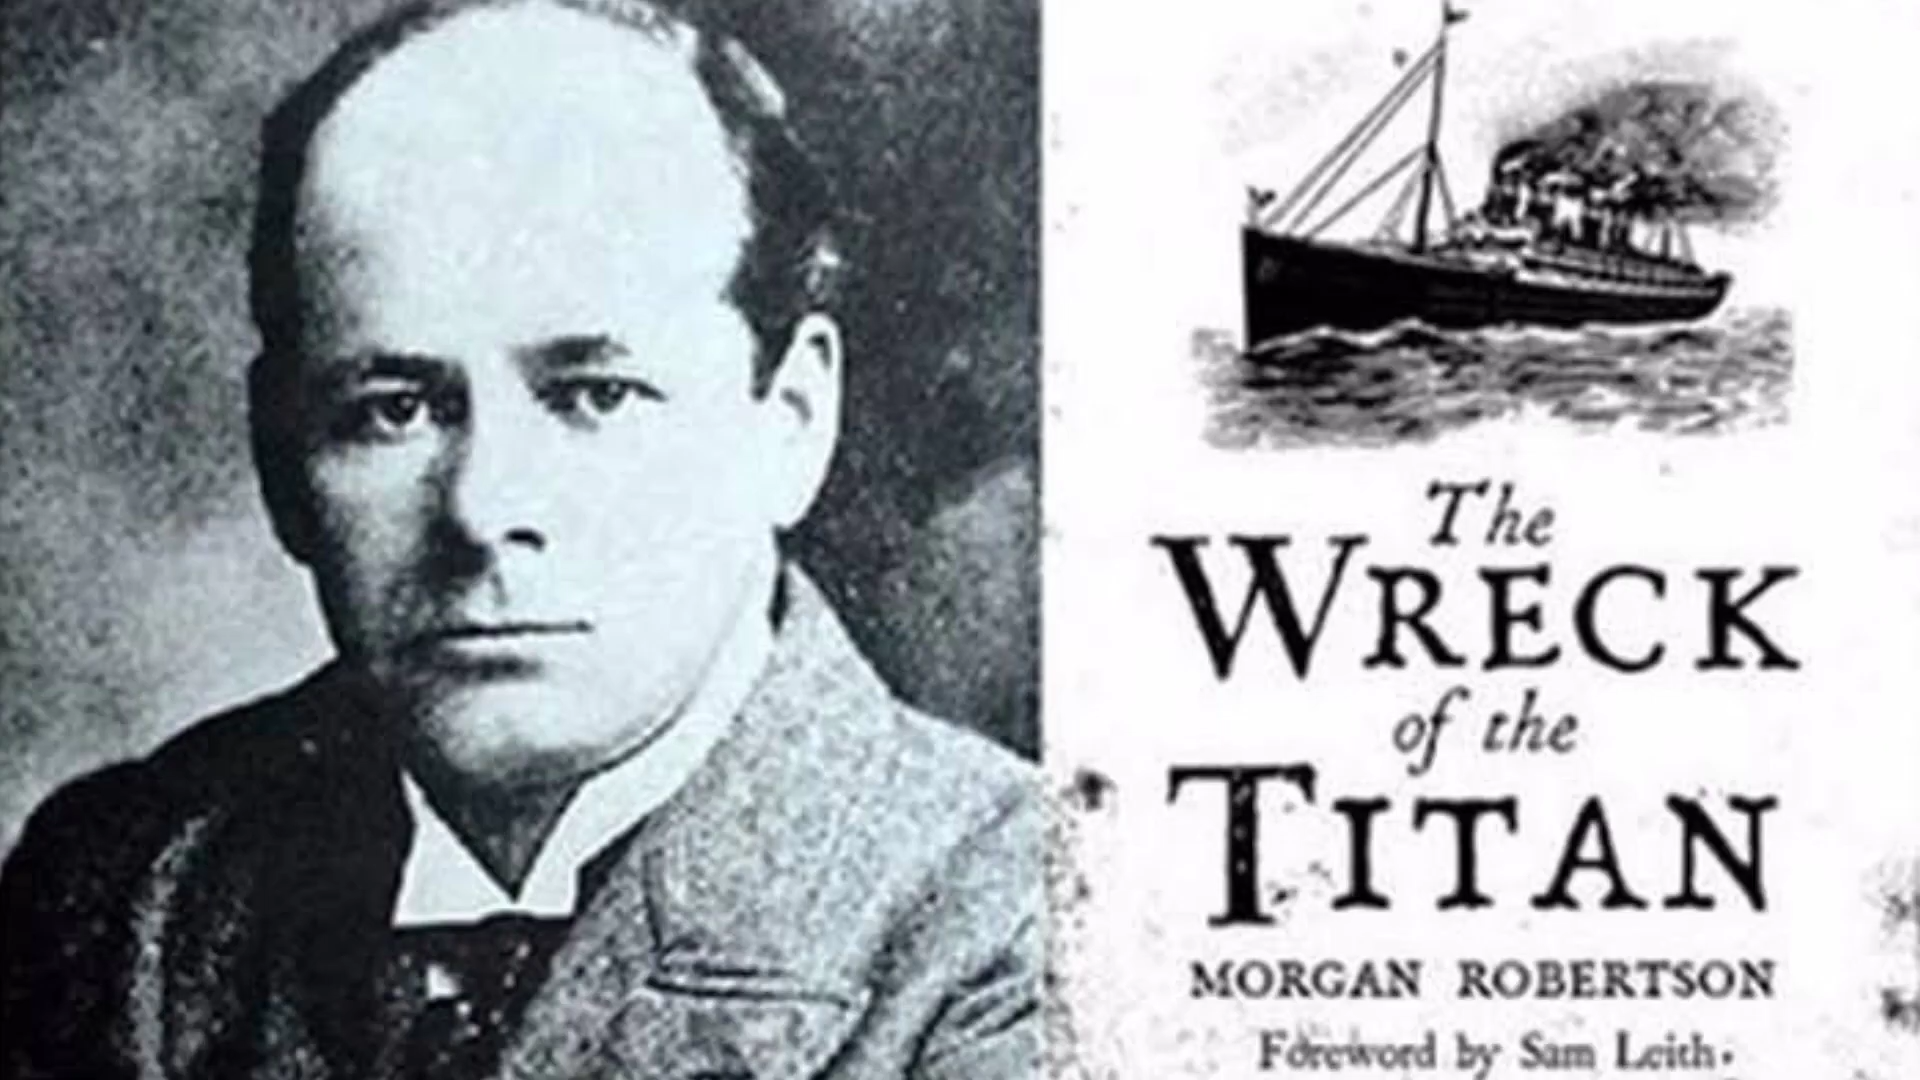 The
WRECK
of the
TITAN
MORGAN ROBERTSON
Foreword by Sam Leith